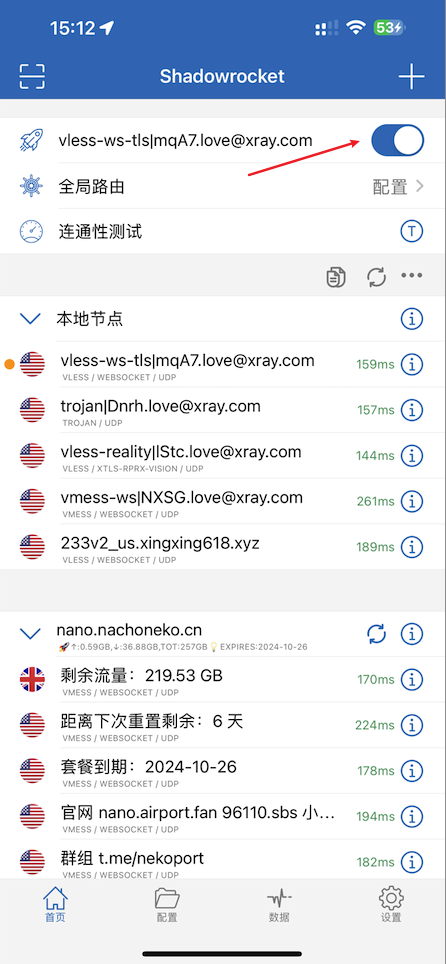 15:12
53
Shadowrocket
vless-ws-tls|mqA7.love@xray.com
全局路由
配置
连通性测试
T
本地节点
vless-ws-tls|mqA7.love@xray.com
VLESS / WEBSOCKET / UDP
159ms
trojan|Dnrh.love@xray.com
TROJAN / UDP
157ms
vless-reality|lStc.love@xray.com
VLESS / XTLS-RPRX-VISION / UDP
144ms
vmess-ws|NXSG.love@xray.com
VMESS / WEBSOCKET / UDP
261ms
233v2_us.xingxing618.xyz
VLESS / WEBSOCKET / UDP
189ms
nano.nachoneko.cn
🚀↑:0.59GB,↓:36.88GB,TOT:257GB💡EXPIRES:2024-10-26
剩余流量：219.53 GB
VMESS / WEBSOCKET / UDP
170ms
距离下次重置剩余：6 天
VMESS / WEBSOCKET / UDP
224ms
套餐到期：2024-10-26
VMESS / WEBSOCKET / UDP
178ms
官网 nano.airport.fan 96110.sbs 小...
VMESS / WEBSOCKET / UDP
194ms
群组 t.me/nekoport
VMESS / WEBSOCKET / UDP
182ms
首页
配置
数据
设置